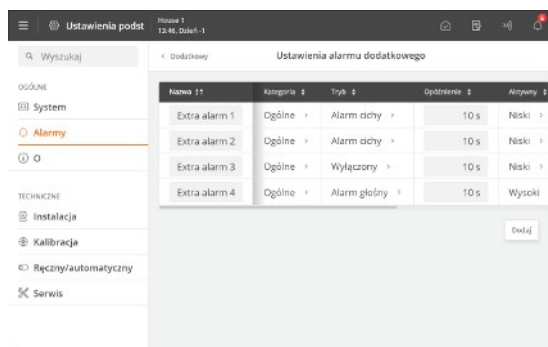 Ustawienia podst
House 1
13:46, Dzień -1
Wyszukaj
Dodatkowy
Ustawienia alarmu dodatkowego
OGÓLNE
System
Alarmy
O
TECHNICZNE
Instalacja
Kalibracja
Ręczny/automatyczny
Serwis
Nazwa Kategoria Tryb Opóźnienie Aktywny
Extra alarm 1 Ogólne Alarm cichy 10 s Niski
Extra alarm 2 Ogólne Alarm cichy 10 s Niski
Extra alarm 3 Ogólne Wyłączony 10 s Niski
Extra alarm 4 Ogólne Alarm głośny 10 s Wysoki
Dodaj